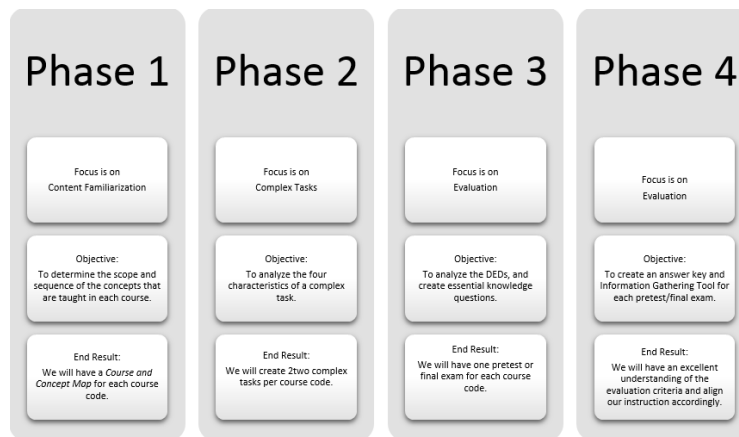 Phase 1
Focus is on
Content Familiarization
Objective:
To determine the scope and
sequence of the concepts that
are taught in each course.
End Result:
We will have a Course and
Concept Map for each course
code.
Phase 2
Focus is on
Complex Tasks
Objective:
To analyze the four
characteristics of a complex
task.
End Result:
We will create 2two complex
tasks per course code.
Phase 3
Focus is on
Evaluation
Objective:
To analyze the DEDs, and
create essential knowledge
questions.
End Result:
We will have one pretest or
final exam for each course
code.
Phase 4
Focus is on
Evaluation
Objective:
To create an answer key and
Information Gathering Tool for
each pretest/final exam.
End Result:
We will have an excellent
understanding of the
evaluation criteria and align
our instruction accordingly.